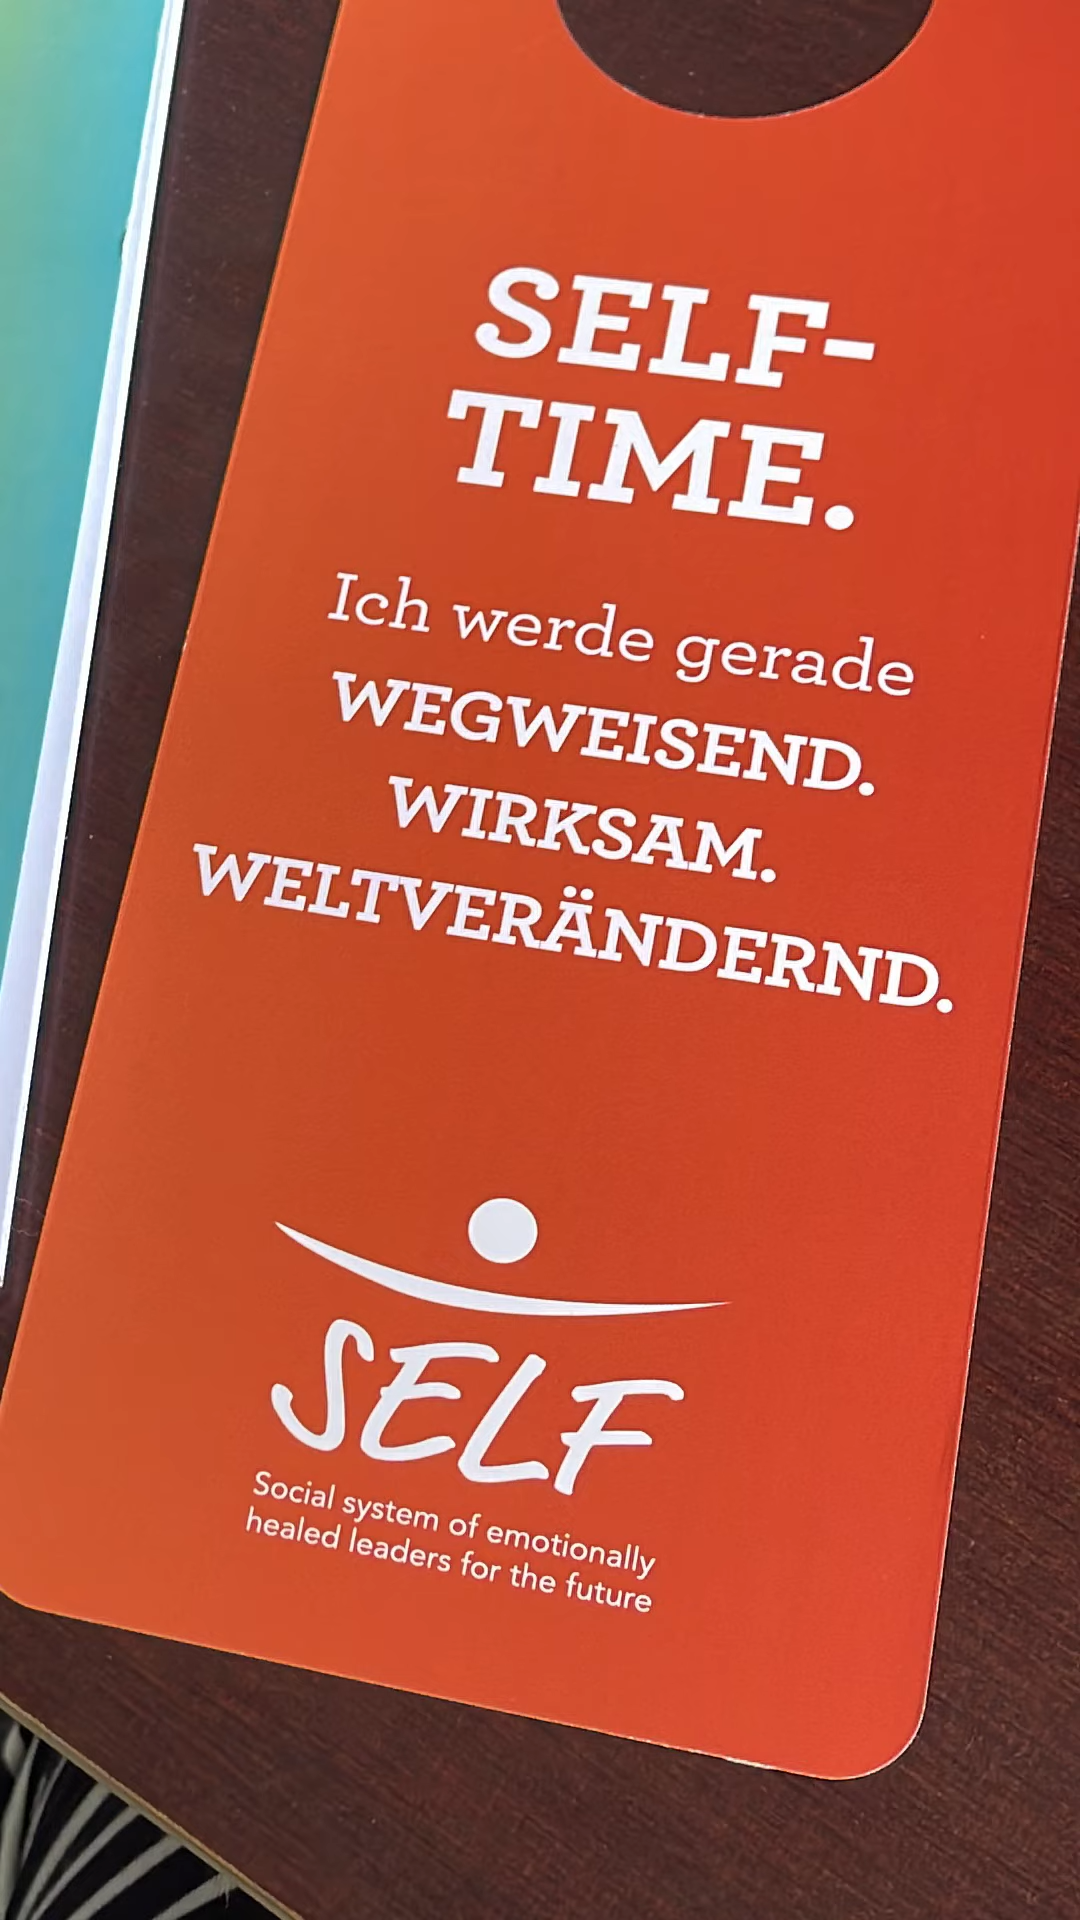 SELF-
TIME.
Ich werde gerade
WEGWEISEND.
WIRKSAM.
WELTVERÄNDERND.
SELF
Social system of emotionally
healed leaders for the future